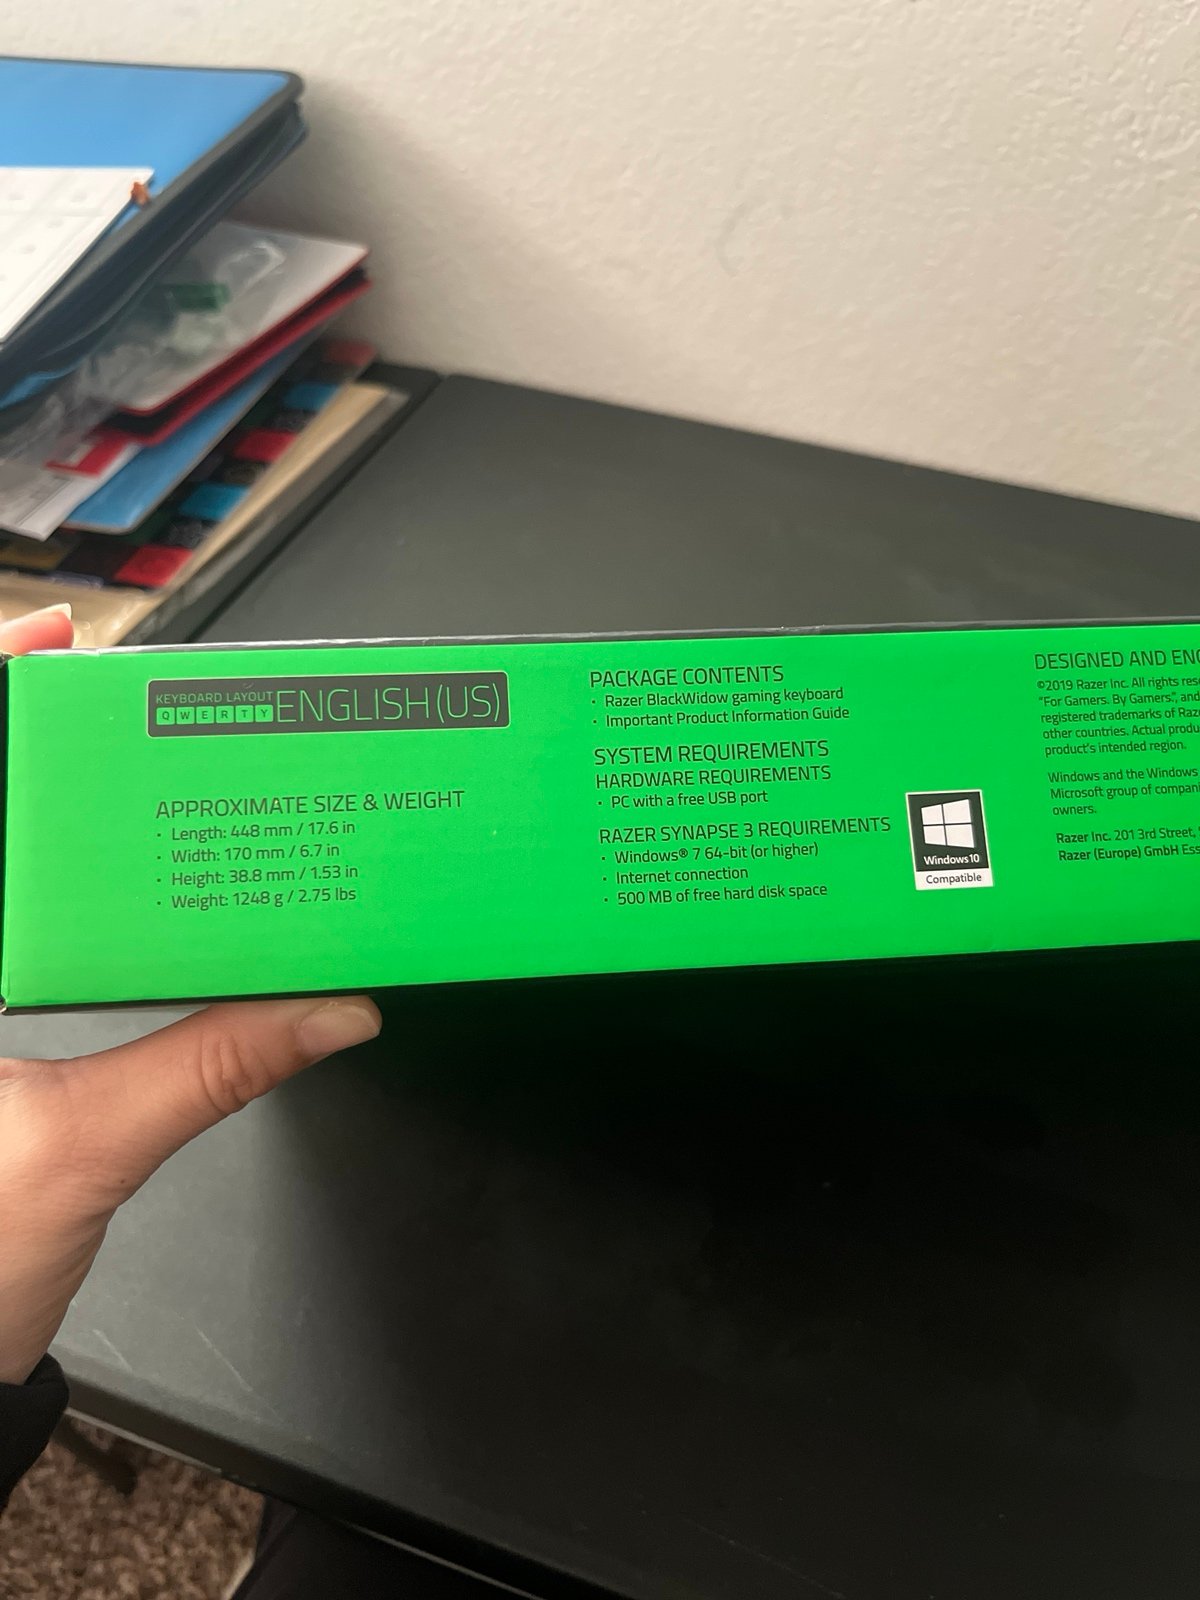 KEYBOARD LAYOUT
QWERTY
ENGLISH (US)
APPROXIMATE SIZE & WEIGHT
· Length: 448 mm / 17.6 in
· Width: 170 mm / 6.7 in
· Height: 38.8 mm / 1.53 in
· Weight: 1248 g / 2.75 lbs
PACKAGE CONTENTS
· Razer BlackWidow gaming keyboard
· Important Product Information Guide
SYSTEM REQUIREMENTS
HARDWARE REQUIREMENTS
· PC with a free USB port
RAZER SYNAPSE 3 REQUIREMENTS
· Windows® 7 64-bit (or higher)
· Internet connection
· 500 MB of free hard disk space
Windows 10
Compatible
DESIGNED AND
©2019 Razer Inc. All rights
"For Gamers. By Gamers.", and
registered trademarks of
other countries. Actual
product's intended region.
Windows and the Windows
Microsoft group of
owners.
Razer Inc. 201 3rd Street,
Razer (Europe) GmbH